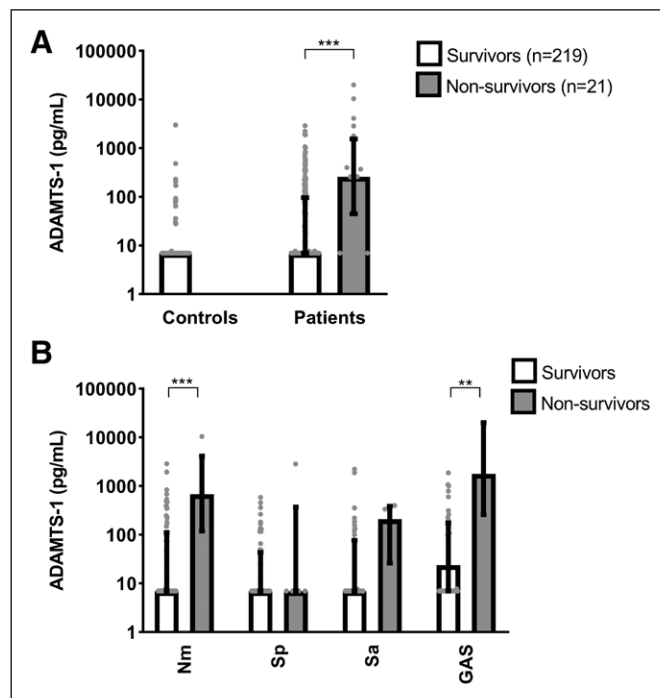 A
ADAMTS-1 (pg/mL)
100000
10000
1000
100
10
1
***
Survivors (n=219)
Non-survivors (n=21)
Controls Patients
B
ADAMTS-1 (pg/mL)
100000
10000
1000
100
10
1
***
**
Survivors
Non-survivors
Nm Sp Sa GAS